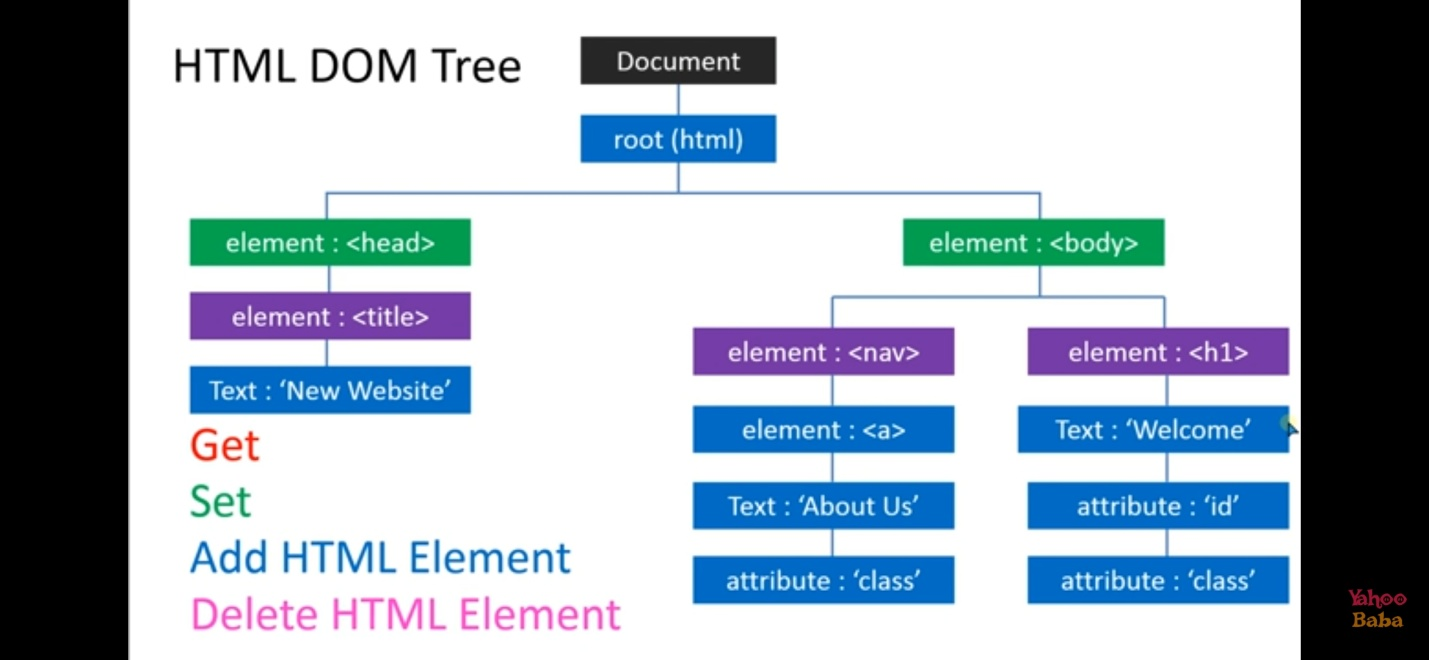 HTML DOM Tree
Document
root (html)
element : <head>
element : <body>
element : <title>
element : <nav>
element : <h1>
Text : ‘New Website’
element : <a>
Text : ‘Welcome’
Text : ‘About Us’
attribute : ‘id’
attribute : ‘class’
attribute : ‘class’
Get
Set
Add HTML Element
Delete HTML Element
Yahoo
Baba